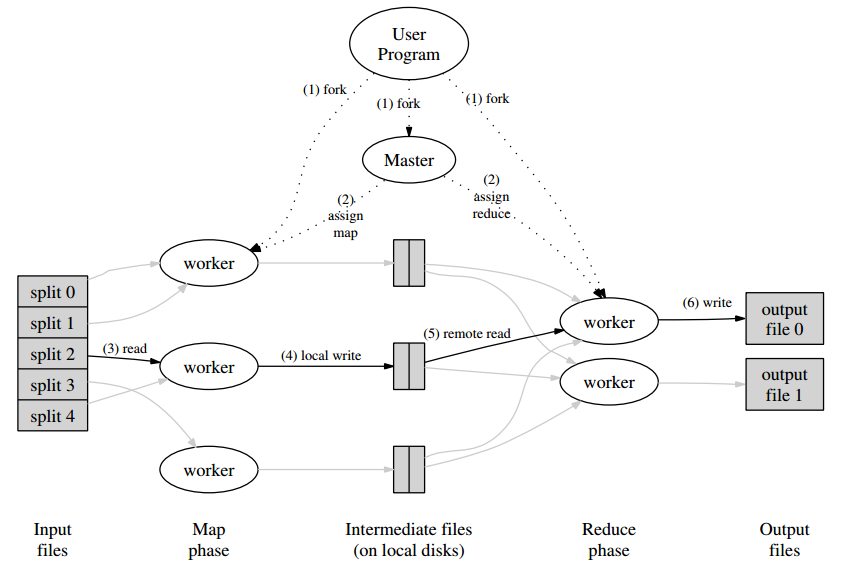 User
Program
(1) fork
(1) fork
(1) fork
Master
(2)
assign
map
(2)
assign
reduce
worker
split 0
split 1
split 2
split 3
split 4
(3) read
worker
(4) local write
worker
(5) remote read
worker
worker
(6) write
output
file 0
output
file 1
Input
files
Map
phase
Intermediate files
(on local disks)
Reduce
phase
Output
files